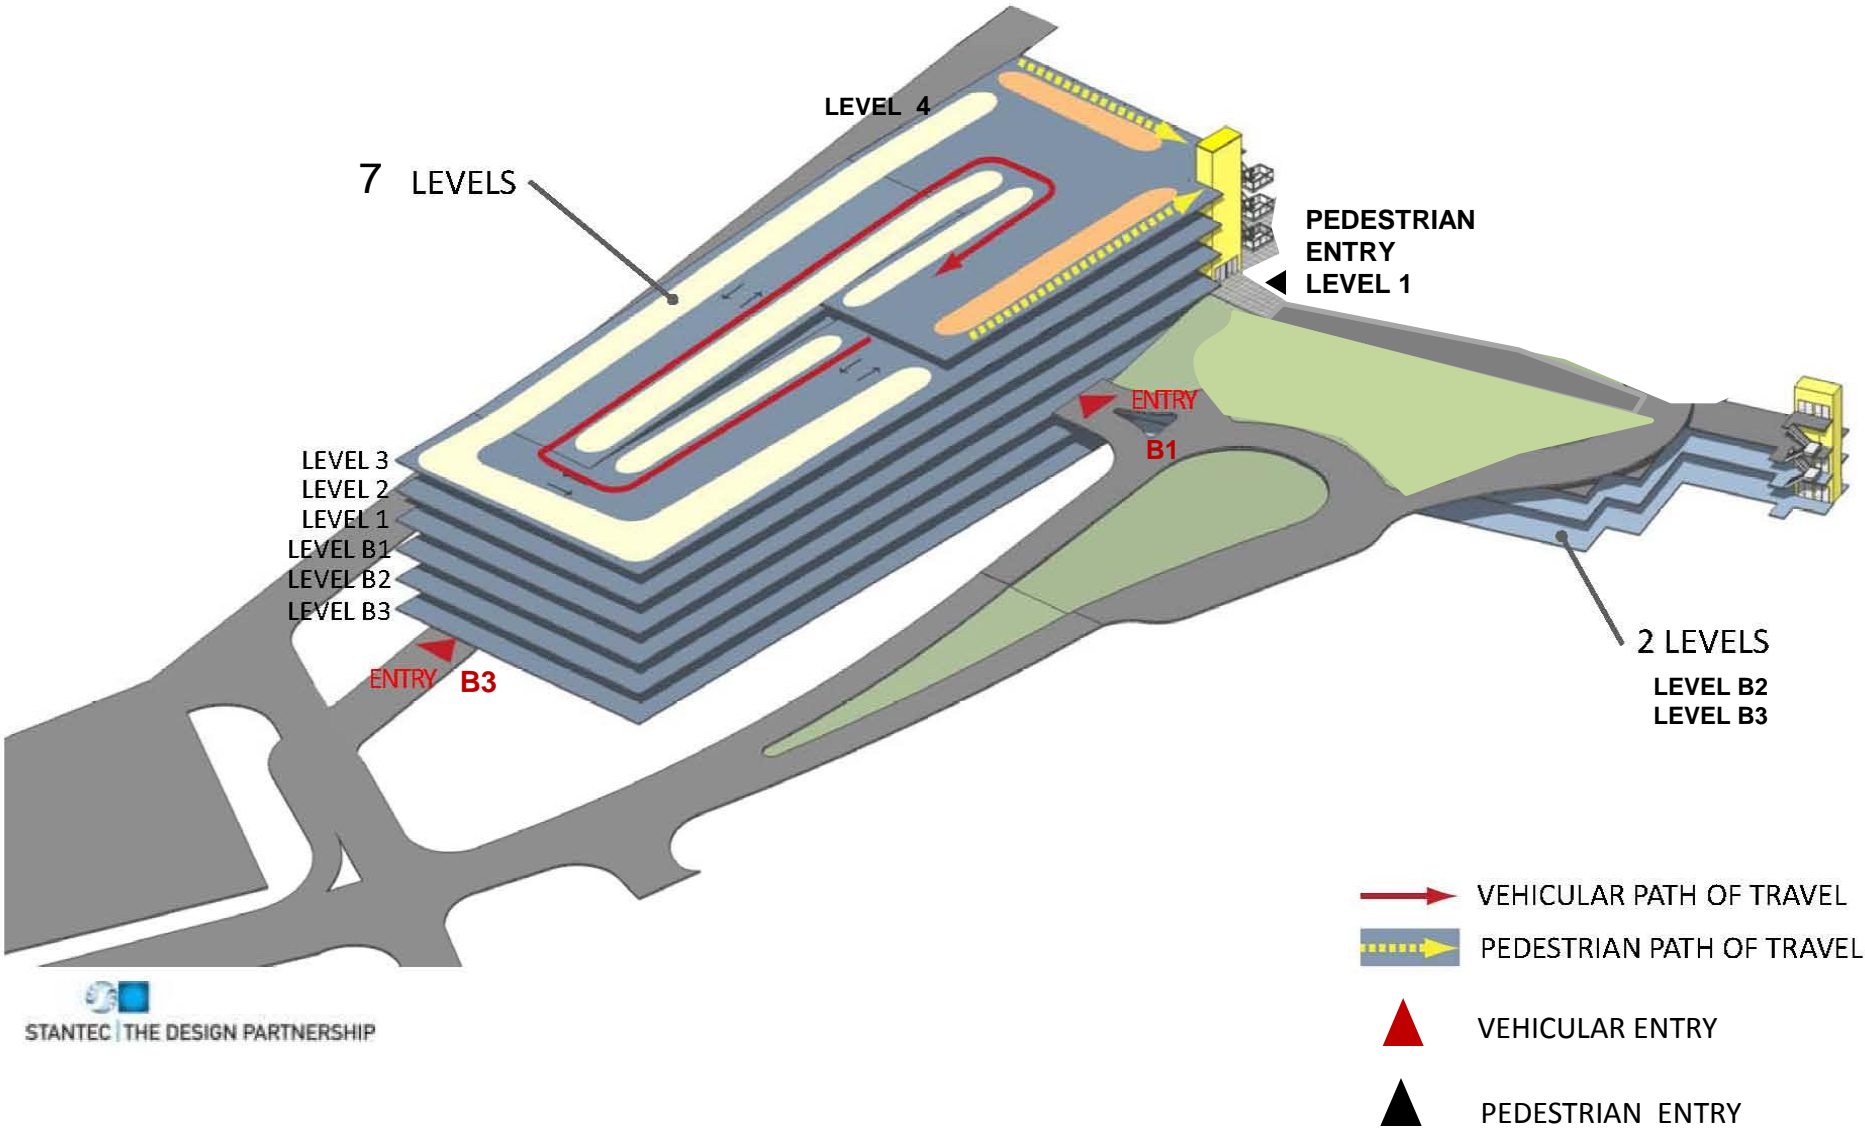 LEVEL 4
7 LEVELS
PEDESTRIAN
ENTRY
LEVEL 1
ENTRY
B1
LEVEL 3
LEVEL 2
LEVEL 1
LEVEL B1
LEVEL B2
LEVEL B3
ENTRY B3
2 LEVELS
LEVEL B2
LEVEL B3
VEHICULAR PATH OF TRAVEL
PEDESTRIAN PATH OF TRAVEL
VEHICULAR ENTRY
PEDESTRIAN ENTRY
STANTEC | THE DESIGN PARTNERSHIP